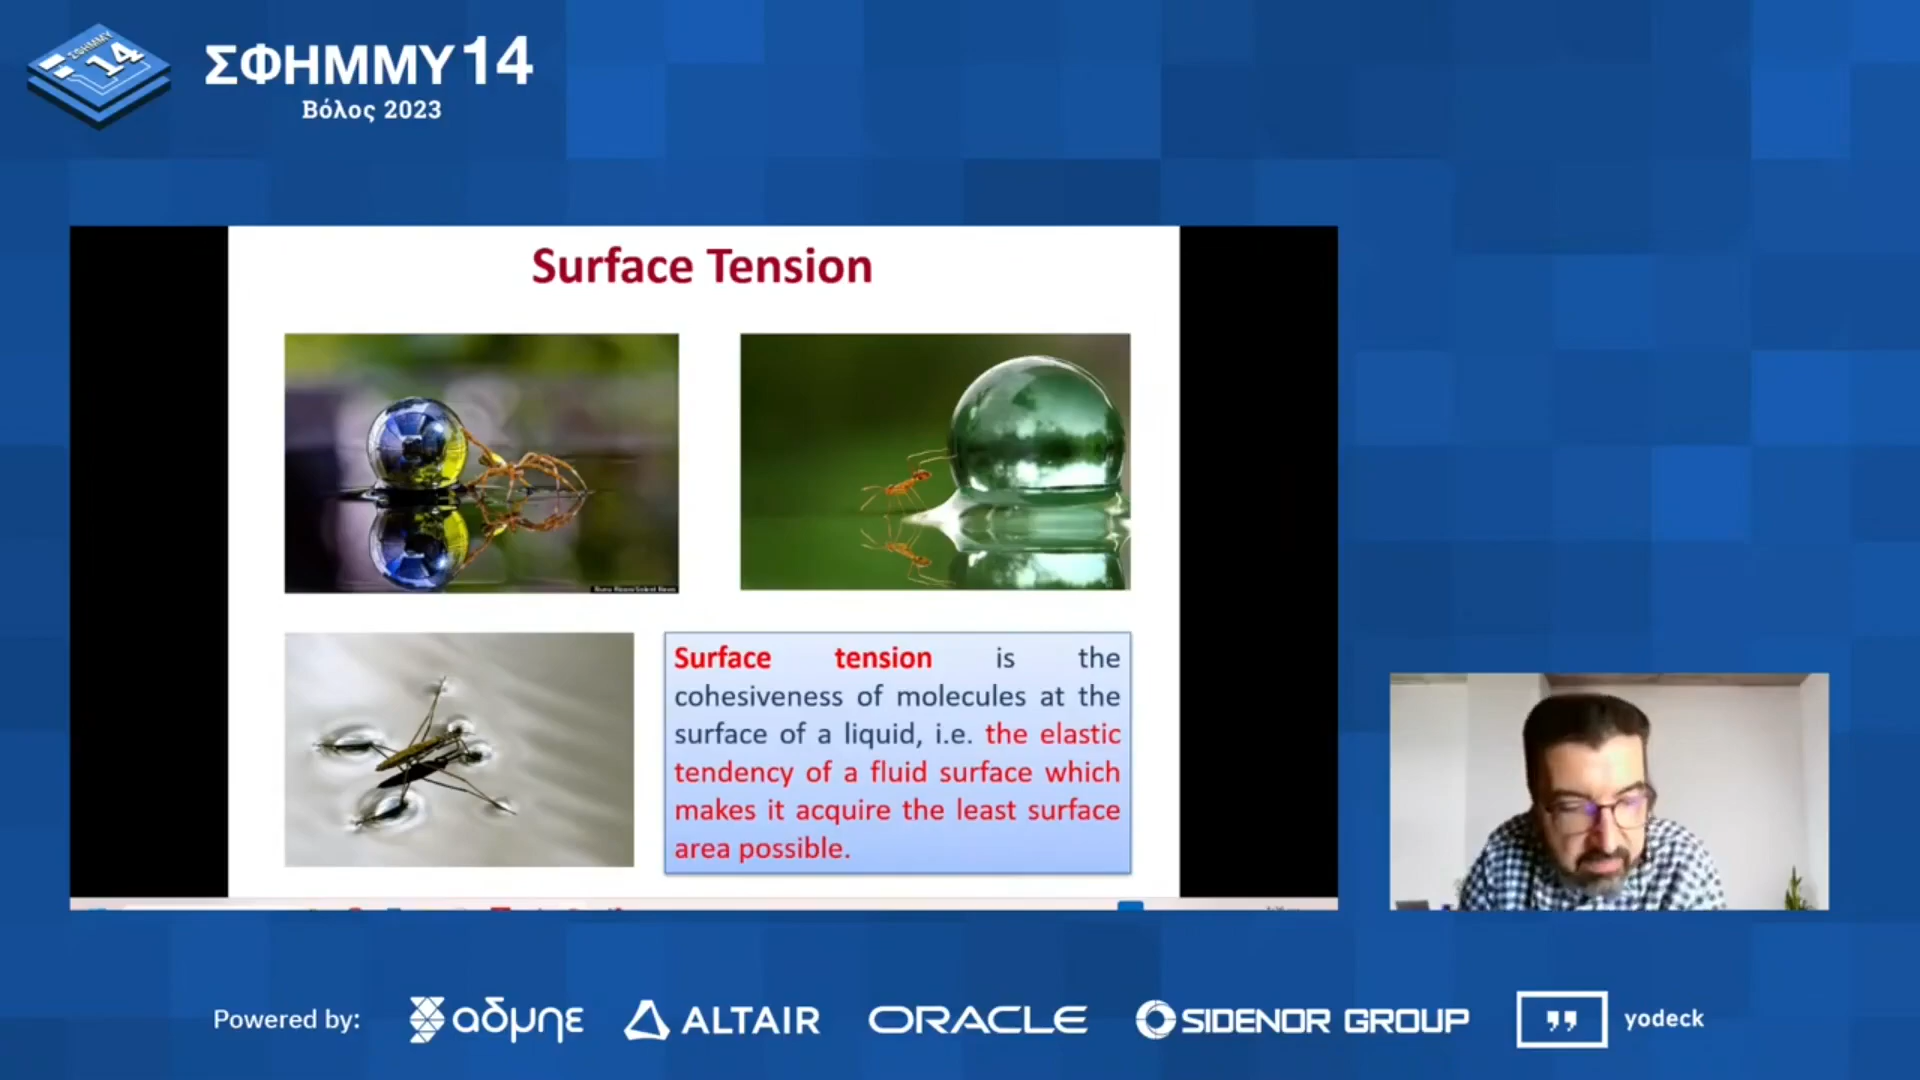 ΣΦΗΜΜΥ 14
ΣΦΗΜΜΥ14
Βόλος 2023
Surface Tension
Surface tension is the
cohesiveness of molecules at the
surface of a liquid, i.e. the elastic
tendency of a fluid surface which
makes it acquire the least surface
area possible.
Powered by: αδμηε ALTAIR ORACLE SIDENOR GROUP yodeck